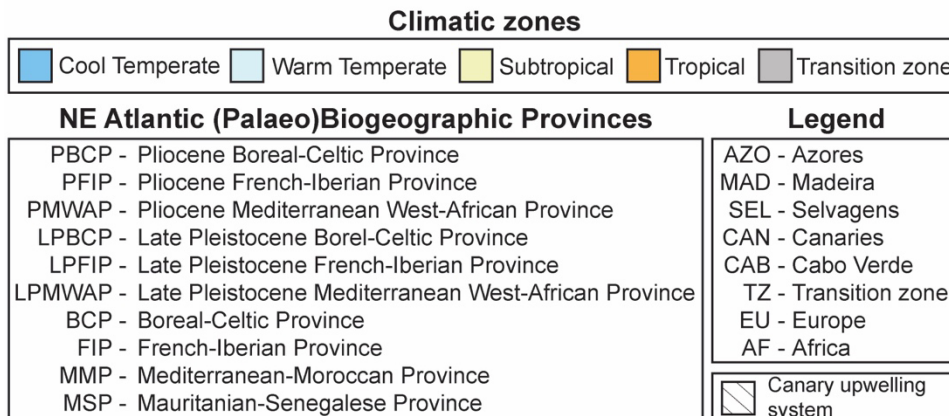 Climatic zones
Cool Temperate Warm Temperate Subtropical Tropical Transition zone
NE Atlantic (Palaeo)Biogeographic Provinces
PBCP - Pliocene Boreal-Celtic Province
PFIP - Pliocene French-Iberian Province
PMWAP - Pliocene Mediterranean West-African Province
LPBCP - Late Pleistocene Borel-Celtic Province
LPFIP - Late Pleistocene French-Iberian Province
LPMWAP - Late Pleistocene Mediterranean West-African Province
BCP - Boreal-Celtic Province
FIP - French-Iberian Province
MMP - Mediterranean-Moroccan Province
MSP - Mauritanian-Senegalese Province
Legend
AZO - Azores
MAD - Madeira
SEL - Selvagens
CAN - Canaries
CAB - Cabo Verde
TZ - Transition zone
EU - Europe
AF - Africa
Canary upwelling
system